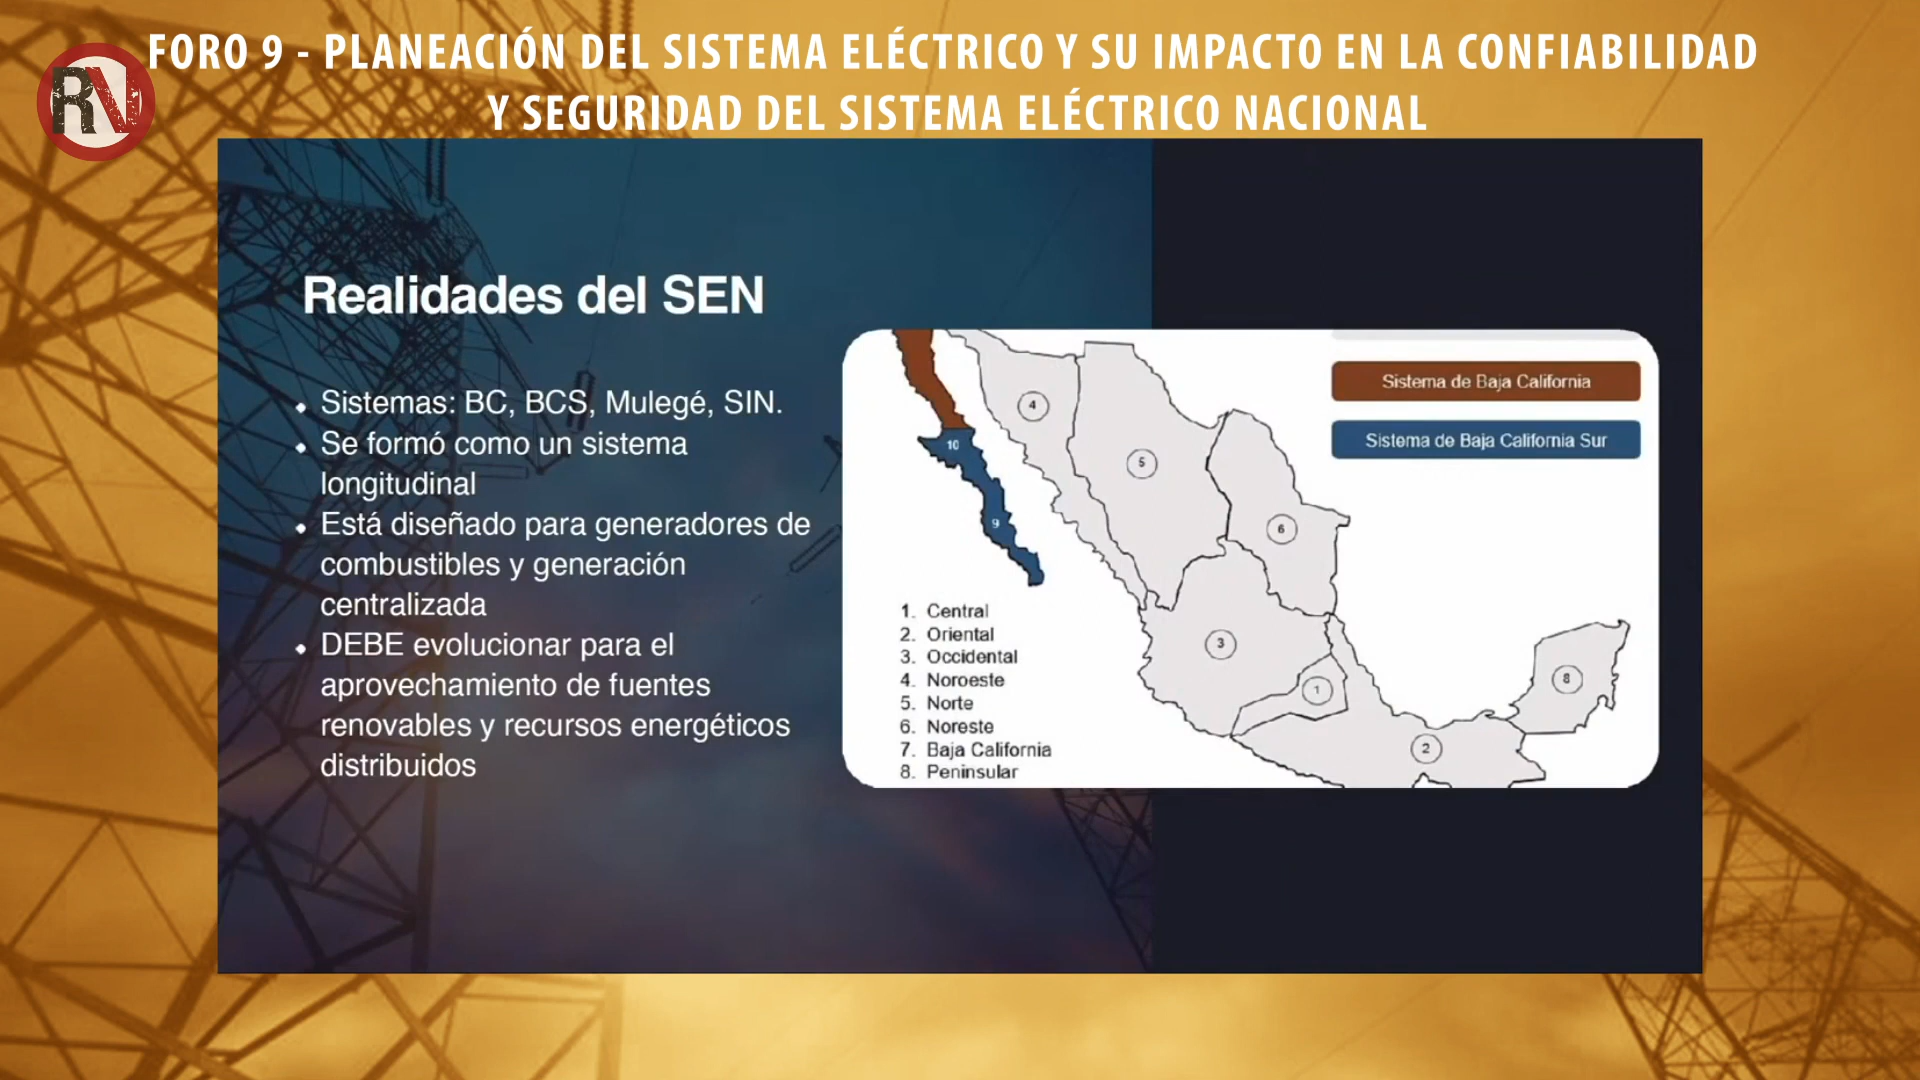 FORO 9 - PLANEACIÓN DEL SISTEMA ELÉCTRICO Y SU IMPACTO EN LA CONFIABILIDAD
Y SEGURIDAD DEL SISTEMA ELÉCTRICO NACIONAL
RN
Realidades del SEN
• Sistemas: BC, BCS, Mulegé, SIN.
• Se formó como un sistema
longitudinal
• Está diseñado para generadores de
combustibles y generación
centralizada
• DEBE evolucionar para el
aprovechamiento de fuentes
renovables y recursos energéticos
distribuidos
Sistema de Baja California
Sistema de Baja California Sur
4
10
5
9
6
3
1
8
2
1. Central
2. Oriental
3. Occidental
4. Noroeste
5. Norte
6. Noreste
7. Baja California
8. Peninsular